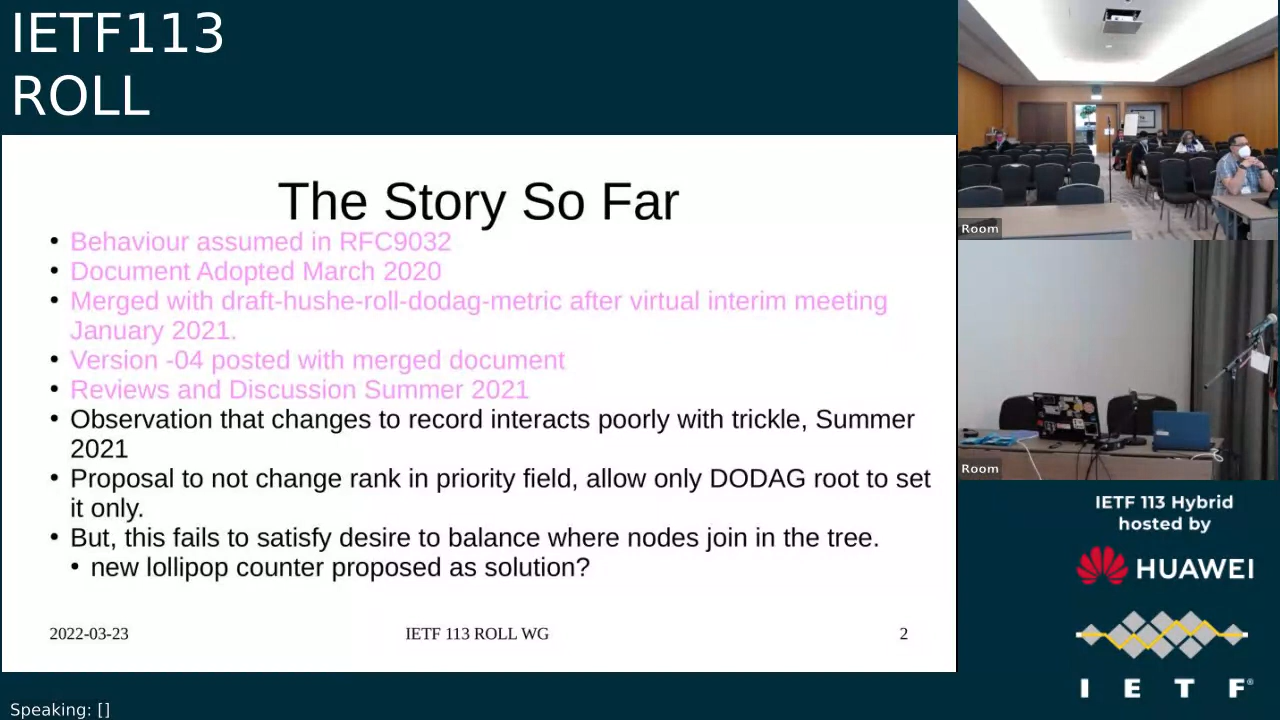 IETF113
ROLL
The Story So Far
• Behaviour assumed in RFC9032
• Document Adopted March 2020
• Merged with draft-hushe-roll-dodag-metric after virtual interim meeting
January 2021.
• Version -04 posted with merged document
• Reviews and Discussion Summer 2021
• Observation that changes to record interacts poorly with trickle, Summer
2021
• Proposal to not change rank in priority field, allow only DODAG root to set
it only.
• But, this fails to satisfy desire to balance where nodes join in the tree.
• new lollipop counter proposed as solution?
2022-03-23
IETF 113 ROLL WG
2
Speaking: []
Room
Room
IETF 113 Hybrid
hosted by
HUAWEI
I E T F®